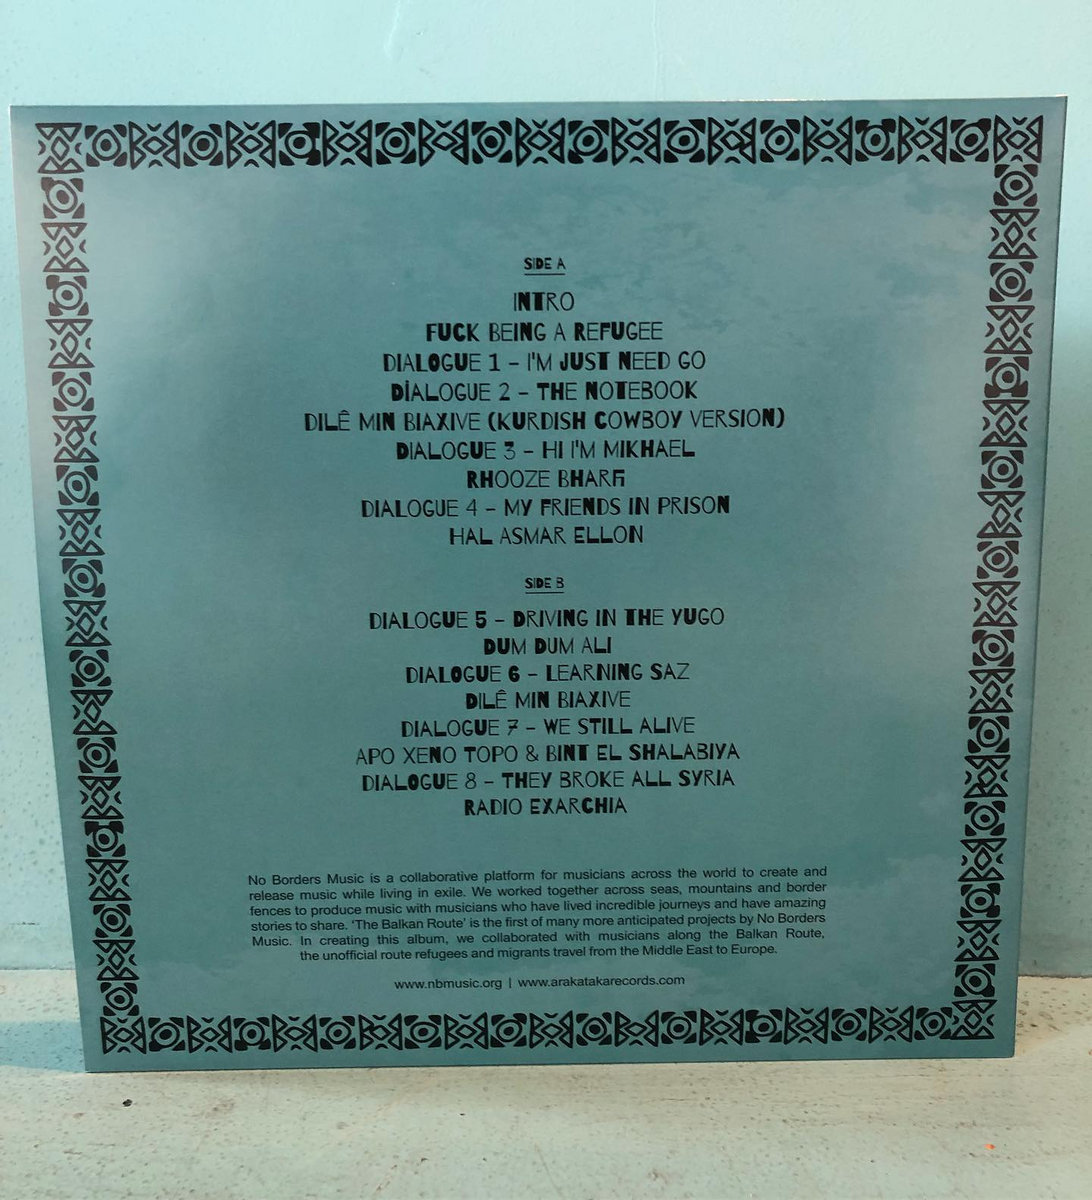 SIDE A
INTRO
FUCK BEING A REFUGEE
DIALOGUE 1 - I'M JUST NEED GO
DİALOGUE 2 - THE NOTEBOOK
DILÊ MIN BIAXIVE (KURDISH COWBOY VERSION)
DIALOGUE 3 - HI I'M MIKHAEL
RHOOZE BHARFI
DIALOGUE 4 - MY FRIENDS IN PRISON
HAL ASMAR ELLON
SIDE B
DIALOGUE 5 - DRIVING IN THE YUGO
DUM DUM ALI
DIALOGUE 6 - LEARNING SAZ
DILÊ MIN BIAXIVE
DIALOGUE 7 - WE STILL ALIVE
APO XENO TOPO & BINT EL SHALABIYA
DIALOGUE 8 - THEY BROKE ALL SYRIA
RADIO EXARCHIA
No Borders Music is a collaborative platform for musicians across the world to create and
release music while living in exile. We worked together across seas, mountains and border
fences to produce music with musicians who have lived incredible journeys and have amazing
stories to share. 'The Balkan Route' is the first of many more anticipated projects by No Borders
Music. In creating this album, we collaborated with musicians along the Balkan Route,
the unofficial route refugees and migrants travel from the Middle East to Europe.
www.nbmusic.org | www.arakatakarecords.com